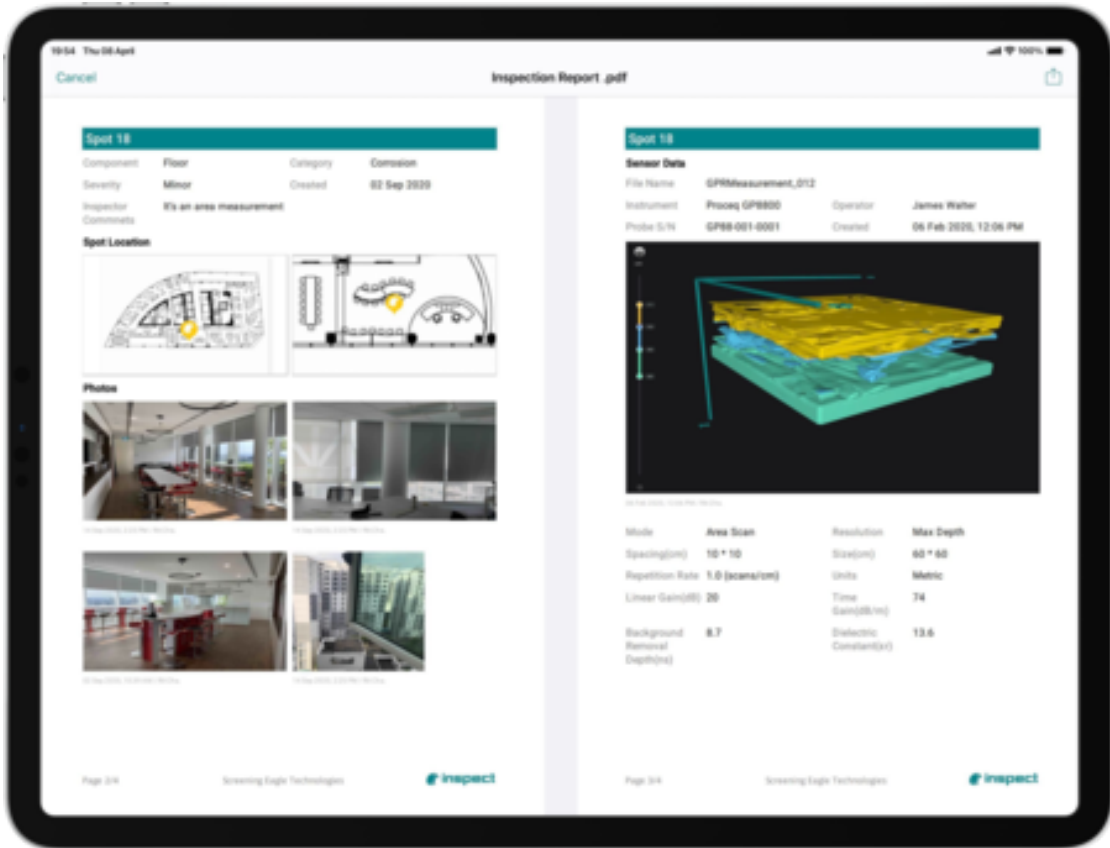 19:54 Thu 08 April
100%
Cancel
Inspection Report .pdf
Spot 18
Component Floor Category Corrosion
Severity Minor Created 02 Sep 2020
Inspector Commnets It's an area measurement
Spot Location
Photos
Page 2/4 Screening Eagle Technologies inspect
Spot 18
Sensor Data
File Name GPRMeasurement_012
Instrument Proceq GP8800 Operator James Walter
Probe S/N GP88-001-0001 Created 06 Feb 2020, 12:06 PM
Mode Area Scan Resolution Max Depth
Spacing(cm) 10 * 10 Size(cm) 60 * 60
Repetition Rate 1.0 (scans/cm) Units Metric
Linear Gain(dB) 20 Time Gain(dB/m) 74
Background Removal Depth(ns) 8.7 Dielectric Constant(εr) 13.6
Page 3/4 Screening Eagle Technologies inspect